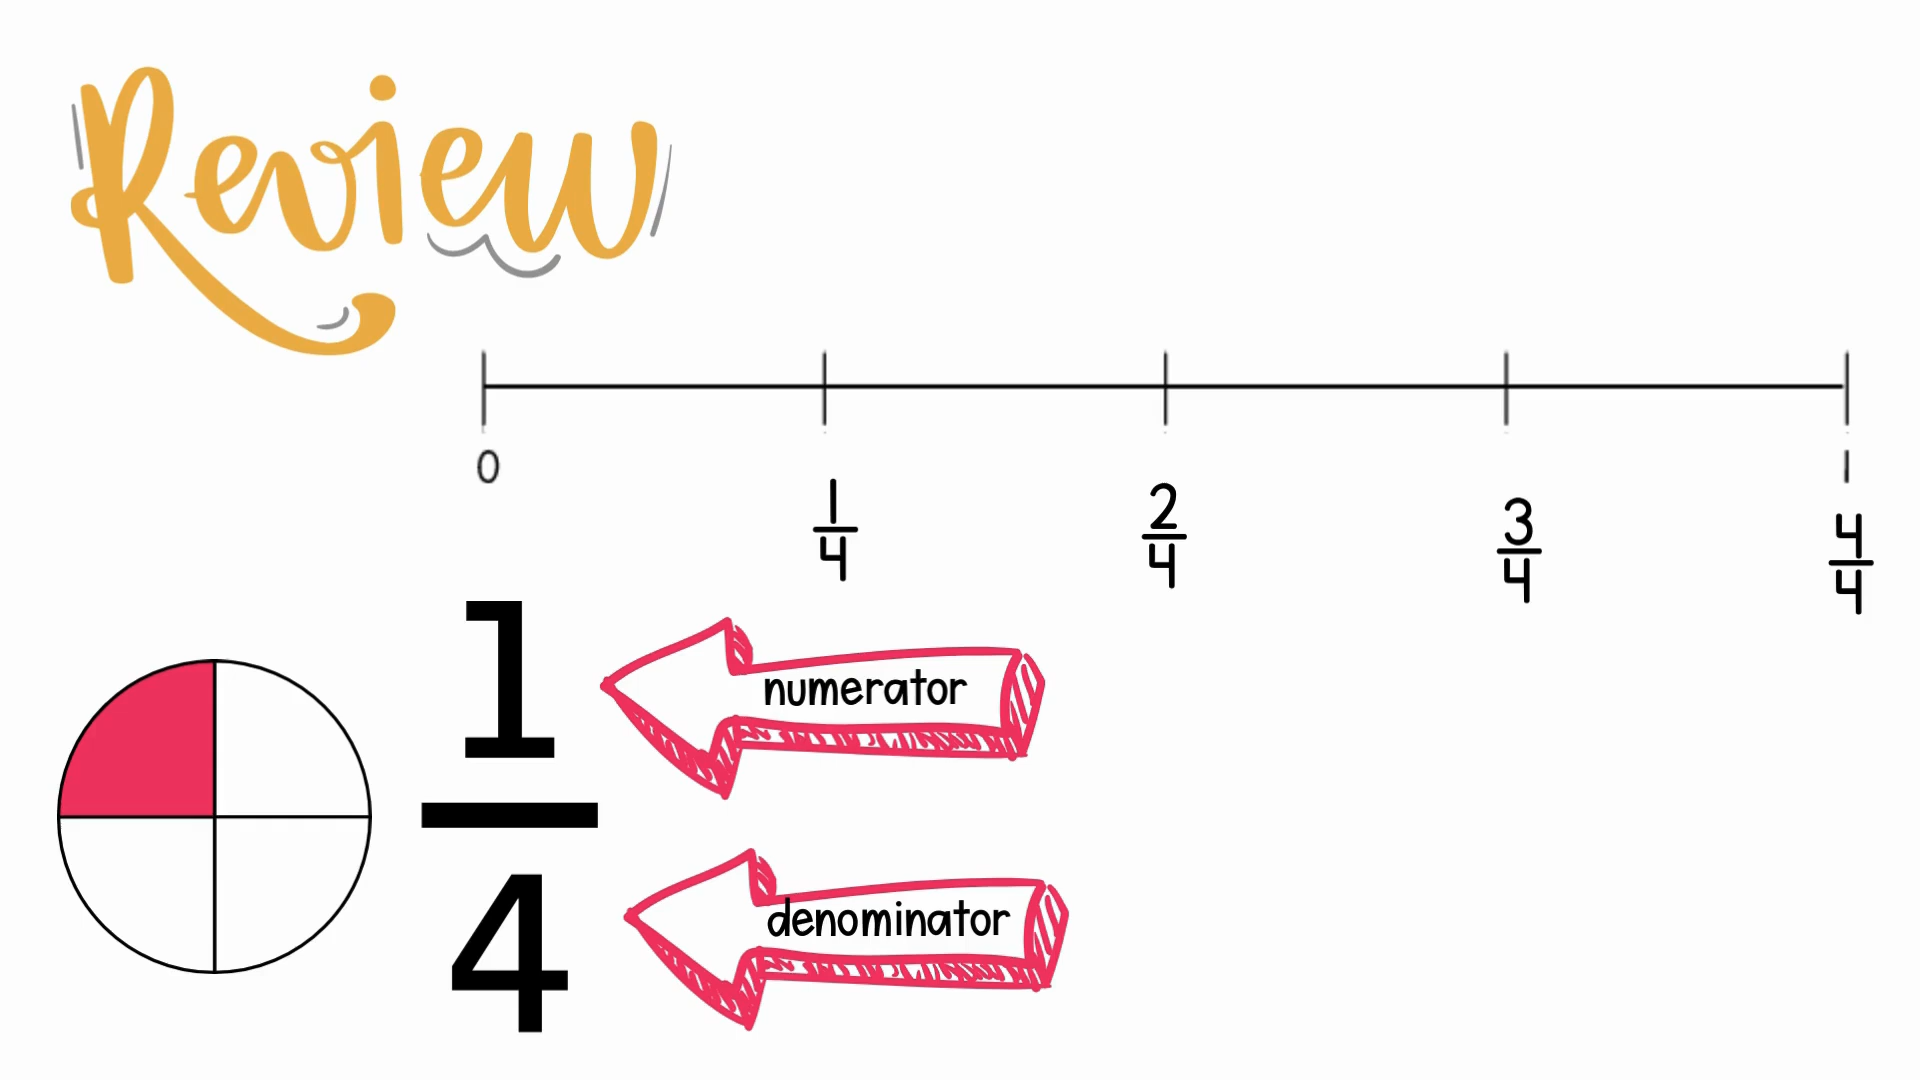 Review
0 1
1/4 2/4 3/4 4/4
1/4
numerator
denominator